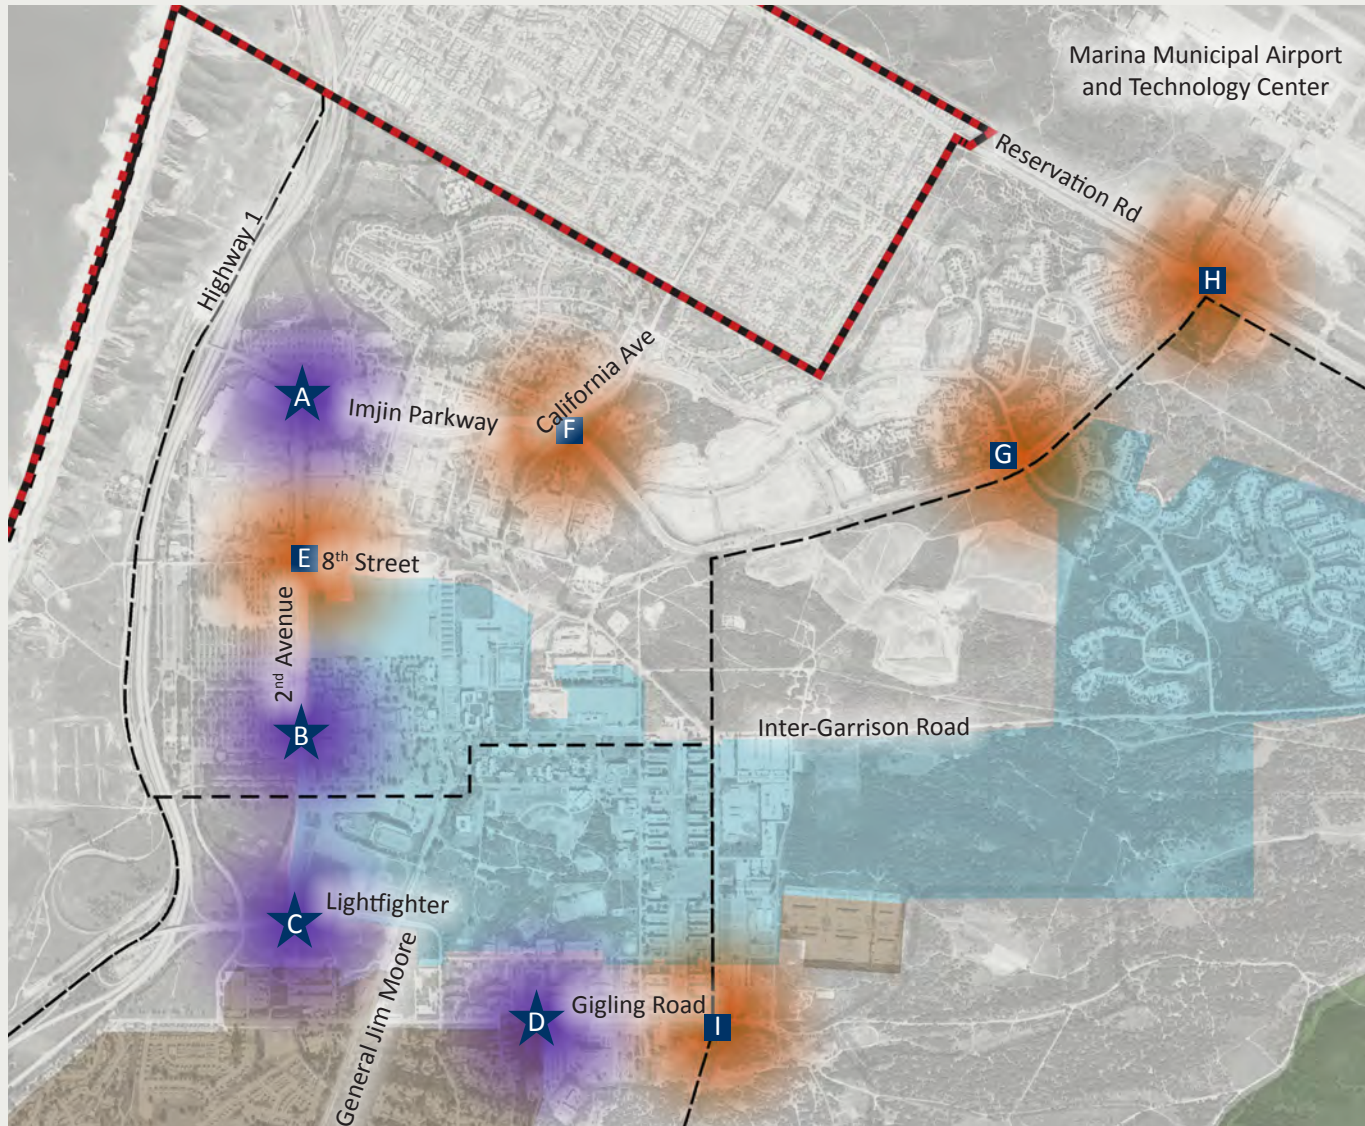 Marina Municipal Airport
and Technology Center
Reservation Rd
Highway 1
H
California Ave
A
Imjin Parkway
F
G
E
8th Street
2nd Avenue
B
Inter-Garrison Road
Lightfighter
C
General Jim Moore
Gigling Road
D
I